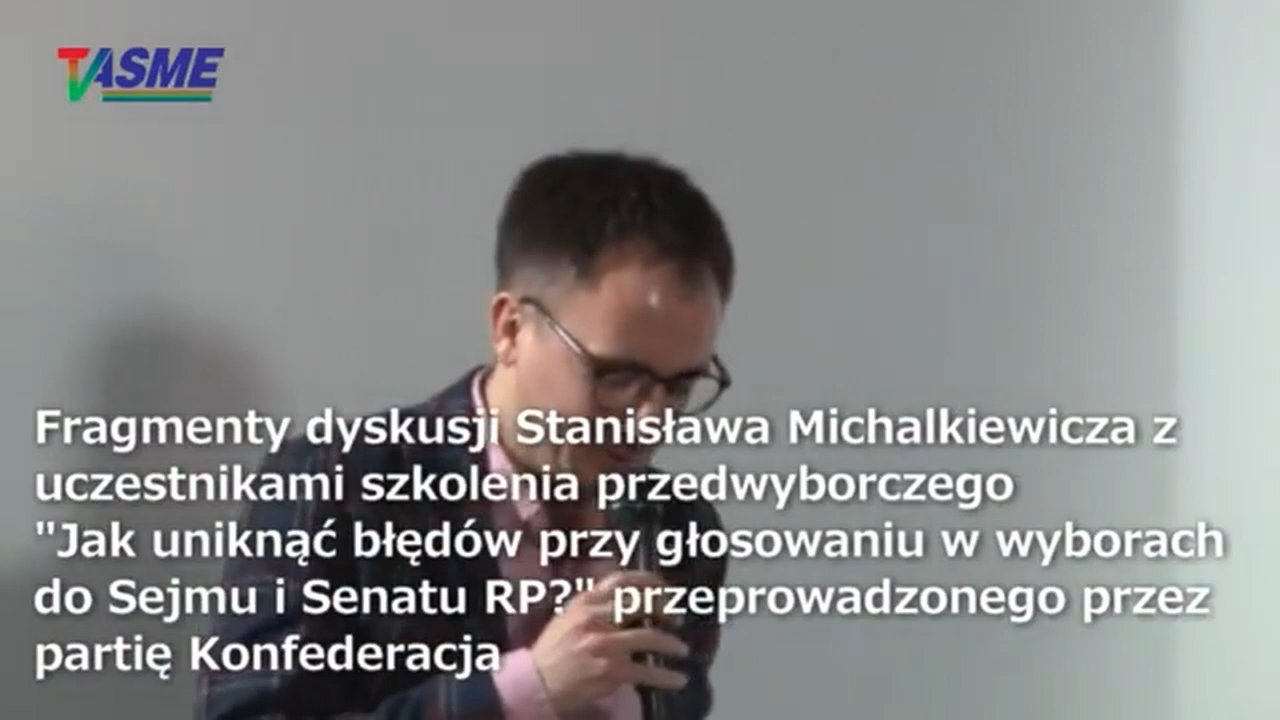 TVASME
Fragmenty dyskusji Stanisława Michalkiewicza z
uczestnikami szkolenia przedwyborczego
"Jak uniknąć błędów przy głosowaniu w wyborach
do Sejmu i Senatu RP?" przeprowadzonego przez
partię Konfederacja